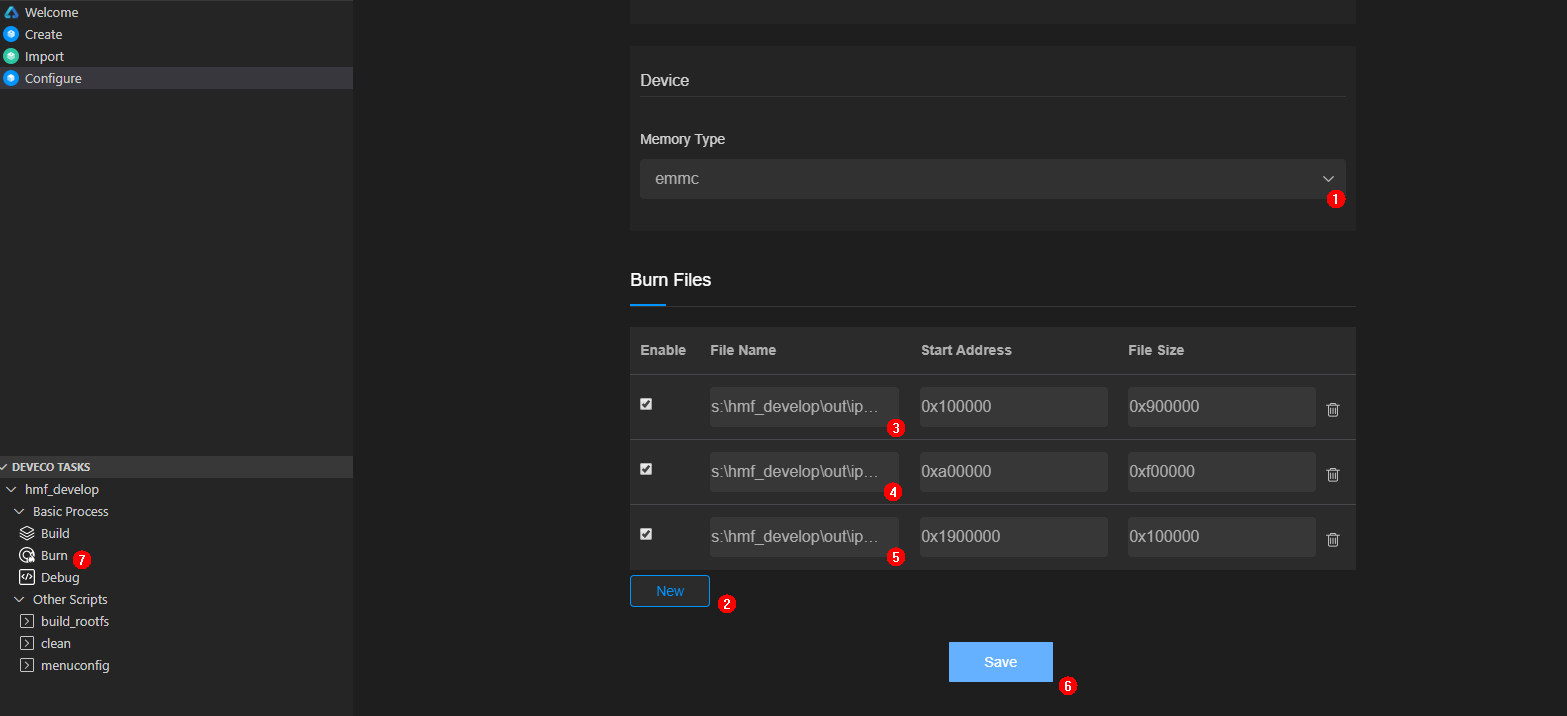 Welcome
Create
Import
Configure
Device
Memory Type
emmc
1
Burn Files
Enable File Name Start Address File Size
s:\hmf_develop\out\ip... 0x100000 0x900000
3
s:\hmf_develop\out\ip... 0xa00000 0xf00000
4
s:\hmf_develop\out\ip... 0x1900000 0x100000
5
New
2
Save
6
DEVECO TASKS
hmf_develop
Basic Process
Build
Burn 7
Debug
Other Scripts
build_rootfs
clean
menuconfig